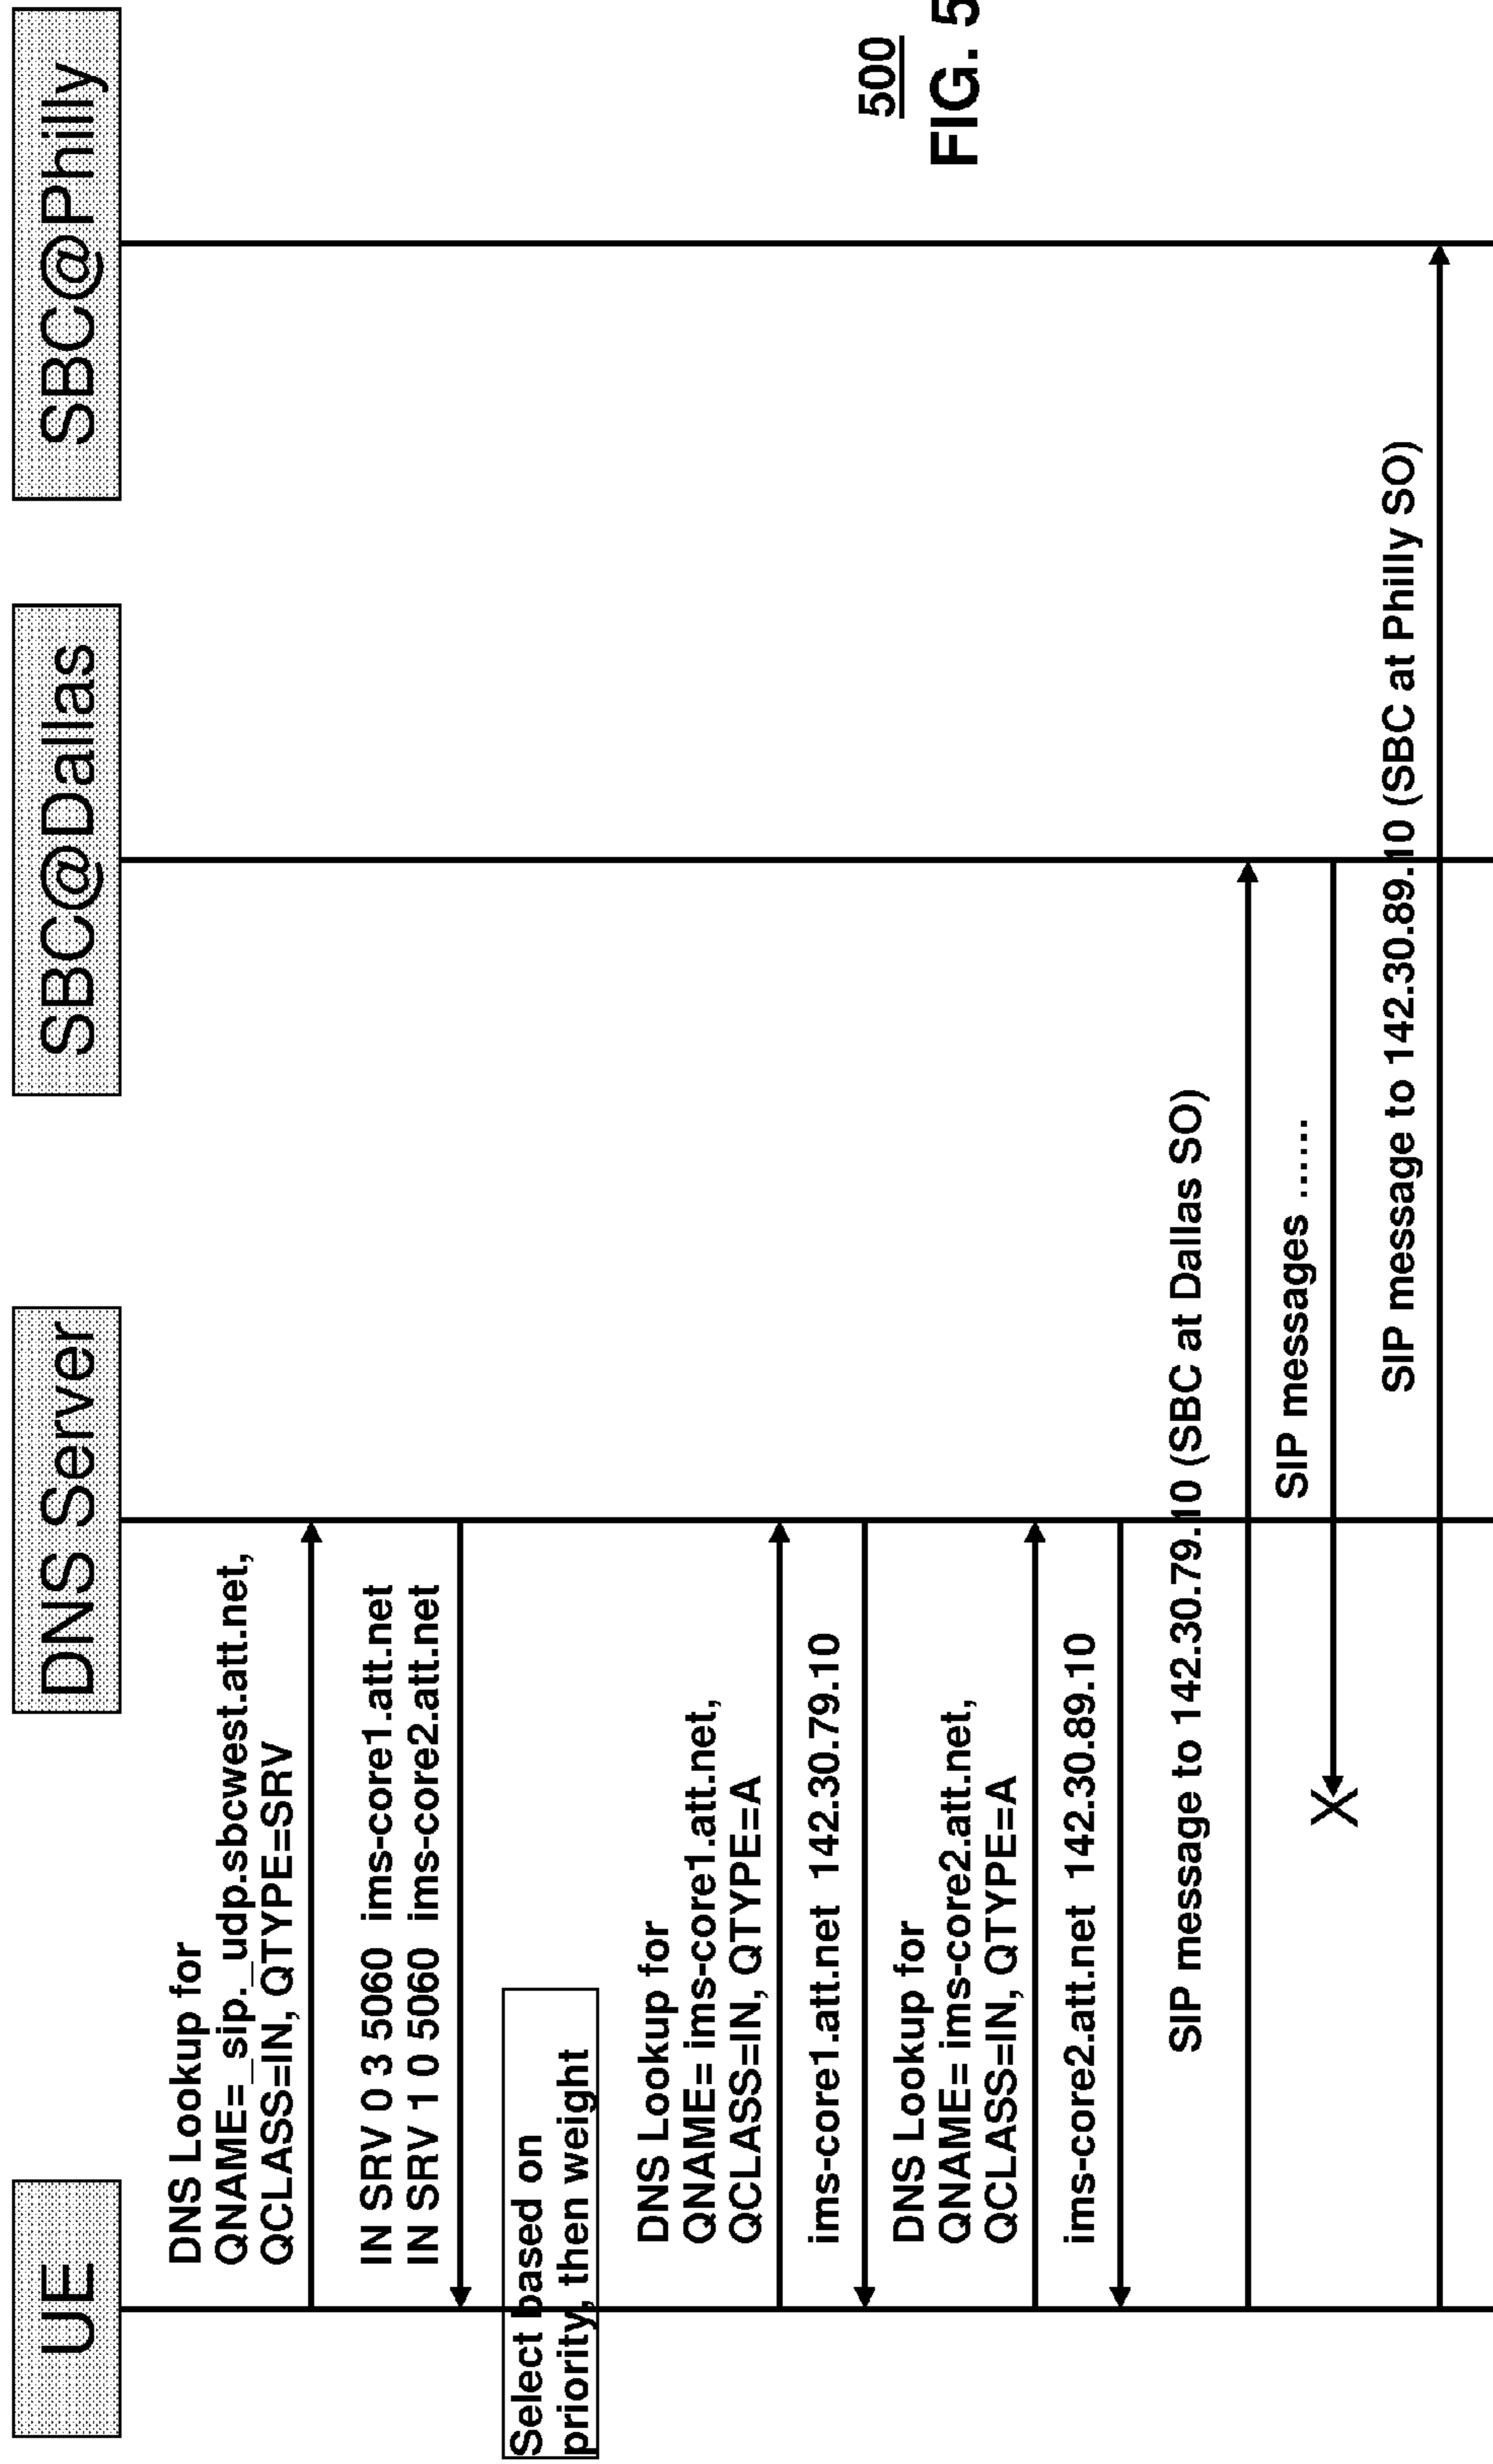 UE
DNS Server
SBC@Dallas
SBC@Philly
DNS Lookup for
QNAME=_sip._udp.sbcwest.att.net,
QCLASS=IN, QTYPE=SRV
IN SRV 0 3 5060 ims-core1.att.net
IN SRV 1 0 5060 ims-core2.att.net
Select based on
priority, then weight
DNS Lookup for
QNAME= ims-core1.att.net,
QCLASS=IN, QTYPE=A
ims-core1.att.net 142.30.79.10
DNS Lookup for
QNAME= ims-core2.att.net,
QCLASS=IN, QTYPE=A
ims-core2.att.net 142.30.89.10
SIP message to 142.30.79.10 (SBC at Dallas SO)
SIP messages ......
X
SIP message to 142.30.89.10 (SBC at Philly SO)
500
FIG. 5